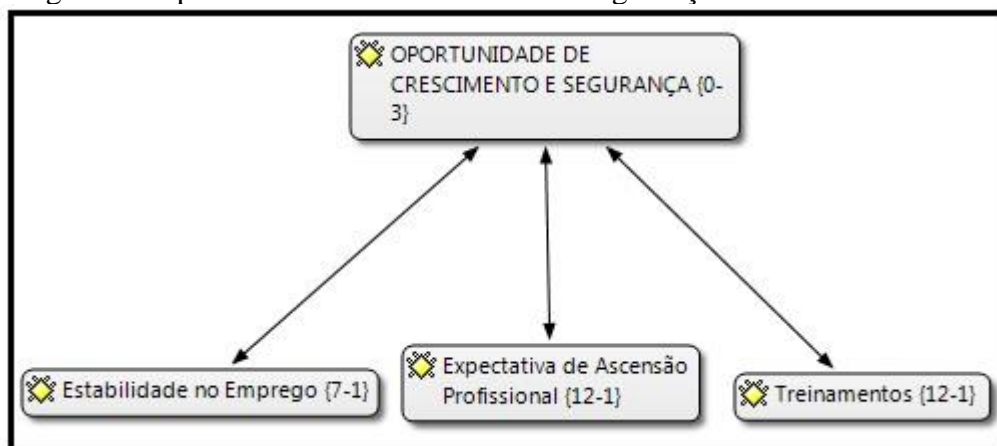 OPORTUNIDADE DE
CRESCIMENTO E SEGURANÇA {0-
3}
Estabilidade no Emprego {7-1}
Expectativa de Ascensão
Profissional {12-1}
Treinamentos {12-1}